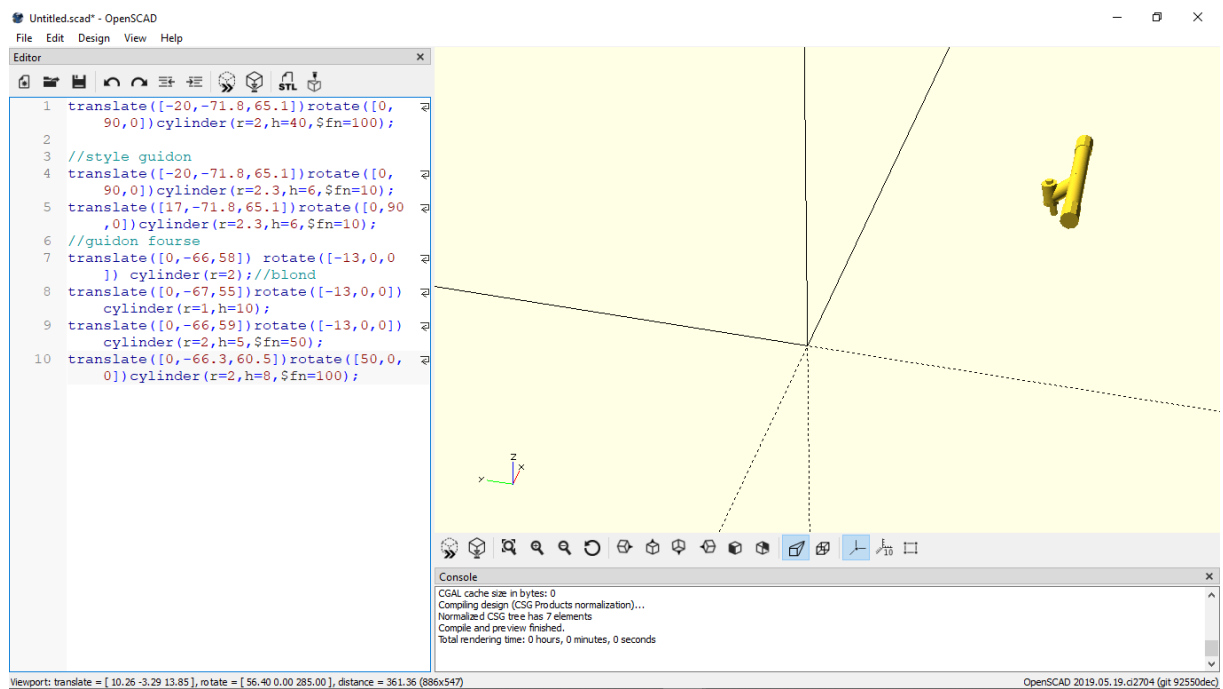 Untitled.scad* - OpenSCAD
File Edit Design View Help
Editor
STL
1 translate([-20,-71.8,65.1])rotate([0,
90,0])cylinder(r=2,h=40,$fn=100);
2
3 //style guidon
4 translate([-20,-71.8,65.1])rotate([0,
90,0])cylinder(r=2.3,h=6,$fn=10);
5 translate([17,-71.8,65.1])rotate([0,90
,0])cylinder(r=2.3,h=6,$fn=10);
6 //guidon fourse
7 translate([0,-66,58]) rotate([-13,0,0
]) cylinder(r=2);//blond
8 translate([0,-67,55])rotate([-13,0,0])
cylinder(r=1,h=10);
9 translate([0,-66,59])rotate([-13,0,0])
cylinder(r=2,h=5,$fn=50);
10 translate([0,-66.3,60.5])rotate([50,0,
0])cylinder(r=2,h=8,$fn=100);
z
x
y
10
Console
CGAL cache size in bytes: 0
Compiling design (CSG Products normalization)...
Normalized CSG tree has 7 elements
Compile and preview finished.
Total rendering time: 0 hours, 0 minutes, 0 seconds
Viewport: translate = [ 10.26 -3.29 13.85 ], rotate = [ 56.40 0.00 285.00 ], distance = 361.36 (886x547)
OpenSCAD 2019.05.19.ci2704 (git 92550dec)